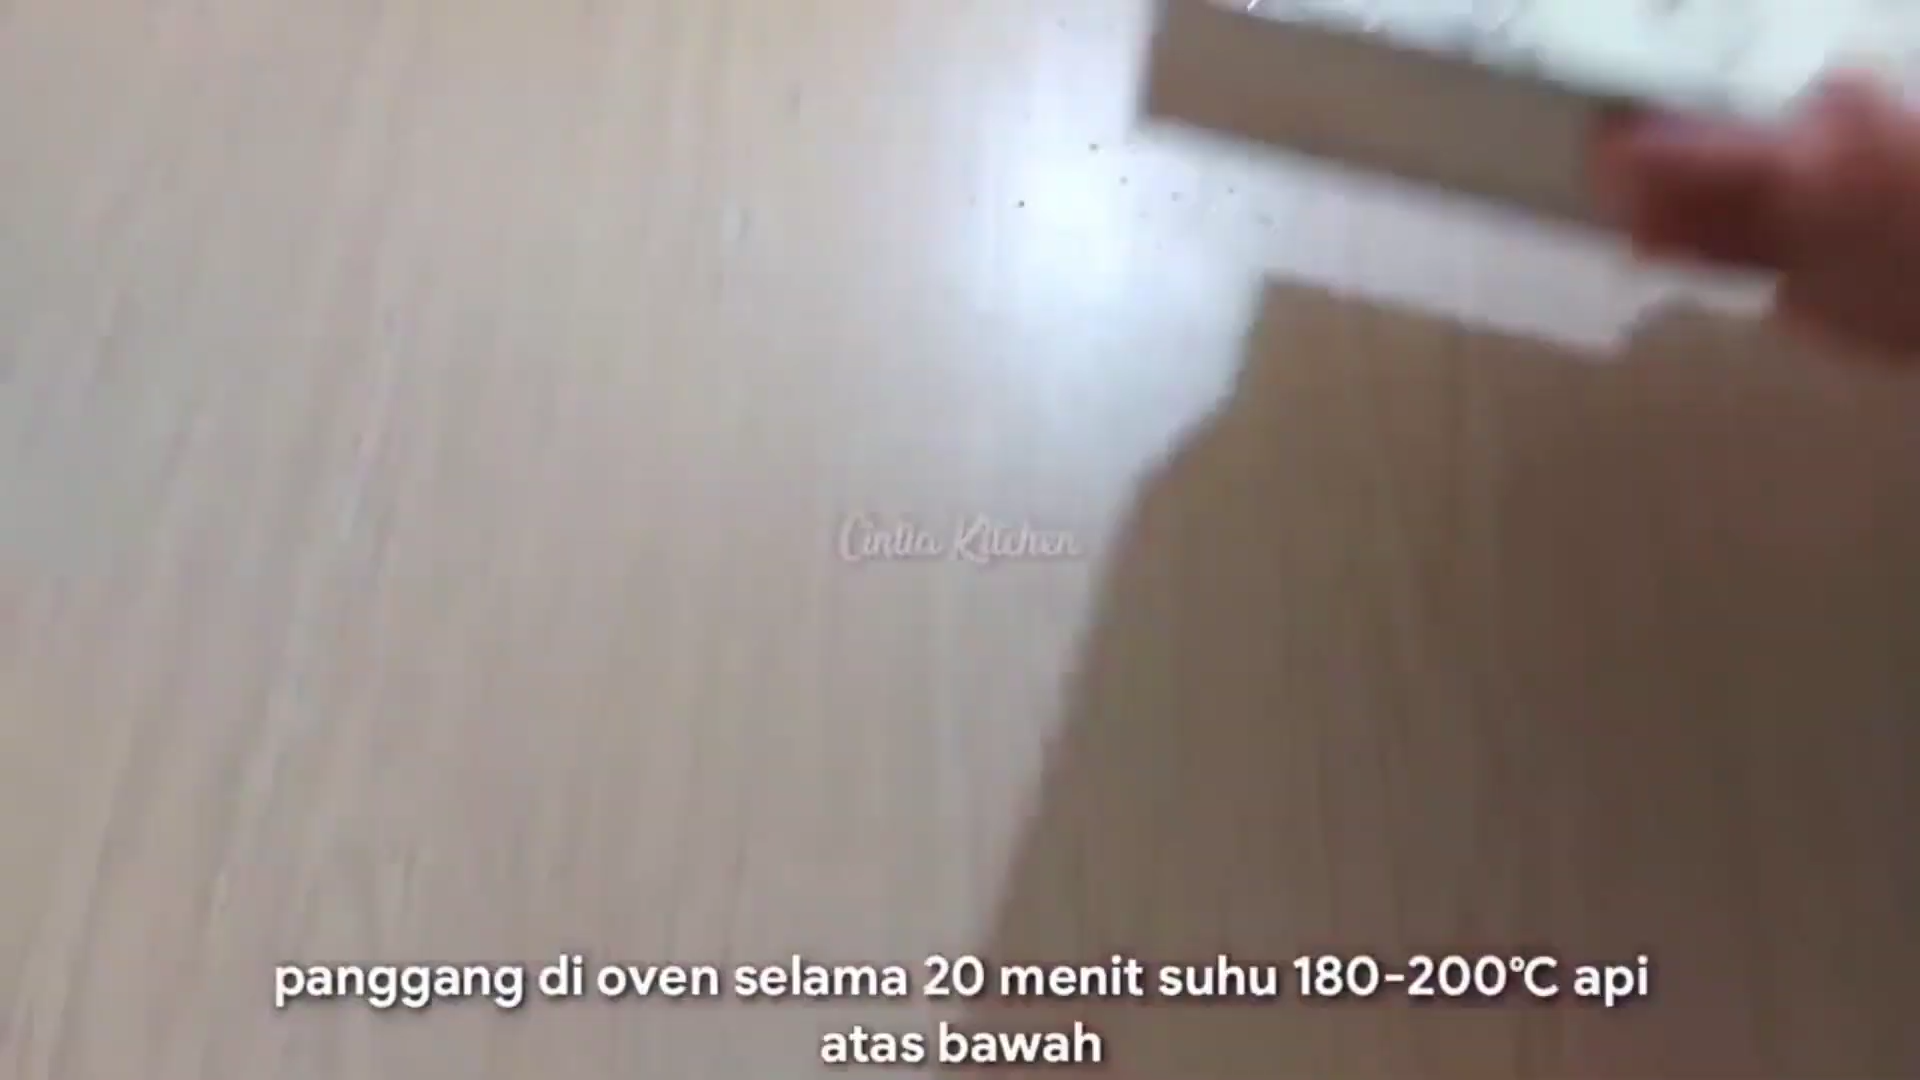 Cintia Kitchen
panggang di oven selama 20 menit suhu 180-200°C api
atas bawah